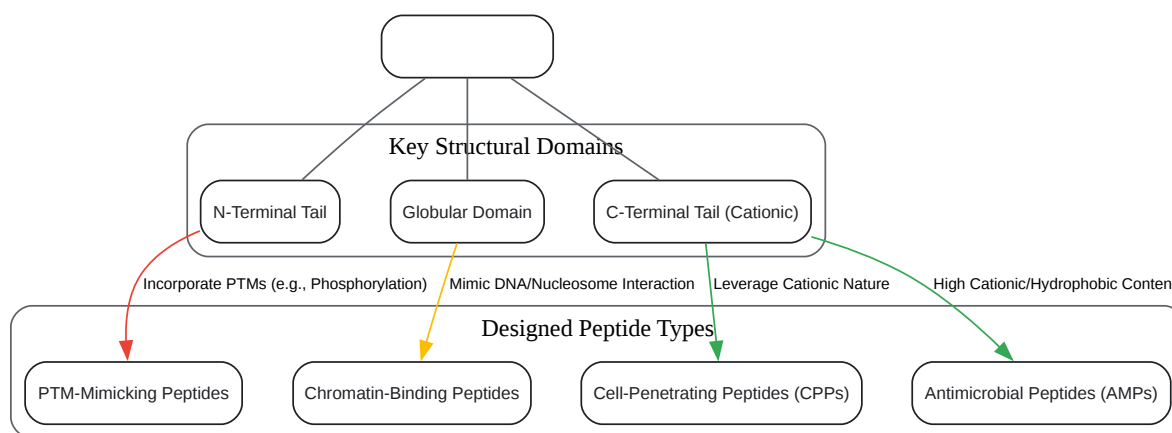 Key Structural Domains
N-Terminal Tail
Globular Domain
C-Terminal Tail (Cationic)
Incorporate PTMs (e.g., Phosphorylation)
Mimic DNA/Nucleosome Interaction
Leverage Cationic Nature
High Cationic/Hydrophobic Conten
Designed Peptide Types
PTM-Mimicking Peptides
Chromatin-Binding Peptides
Cell-Penetrating Peptides (CPPs)
Antimicrobial Peptides (AMPs)